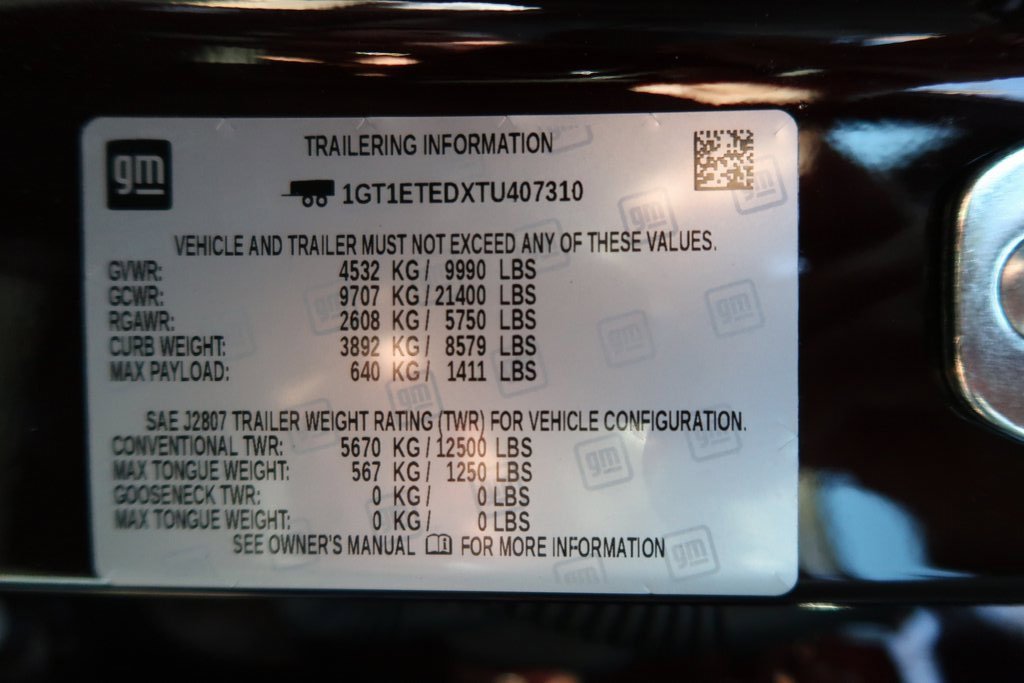 gm
TRAILERING INFORMATION
1GT1ETEDXTU407310
VEHICLE AND TRAILER MUST NOT EXCEED ANY OF THESE VALUES.
GVWR: 4532 KG/ 9990 LBS
GCWR: 9707 KG/21400 LBS
RGAWR: 2608 KG/ 5750 LBS
CURB WEIGHT: 3892 KG/ 8579 LBS
MAX PAYLOAD: 640 KG/ 1411 LBS
SAE J2807 TRAILER WEIGHT RATING (TWR) FOR VEHICLE CONFIGURATION.
CONVENTIONAL TWR: 5670 KG/12500 LBS
MAX TONGUE WEIGHT: 567 KG/ 1250 LBS
GOOSENECK TWR: 0 KG/ 0 LBS
MAX TONGUE WEIGHT: 0 KG/ 0 LBS
SEE OWNER'S MANUAL FOR MORE INFORMATION